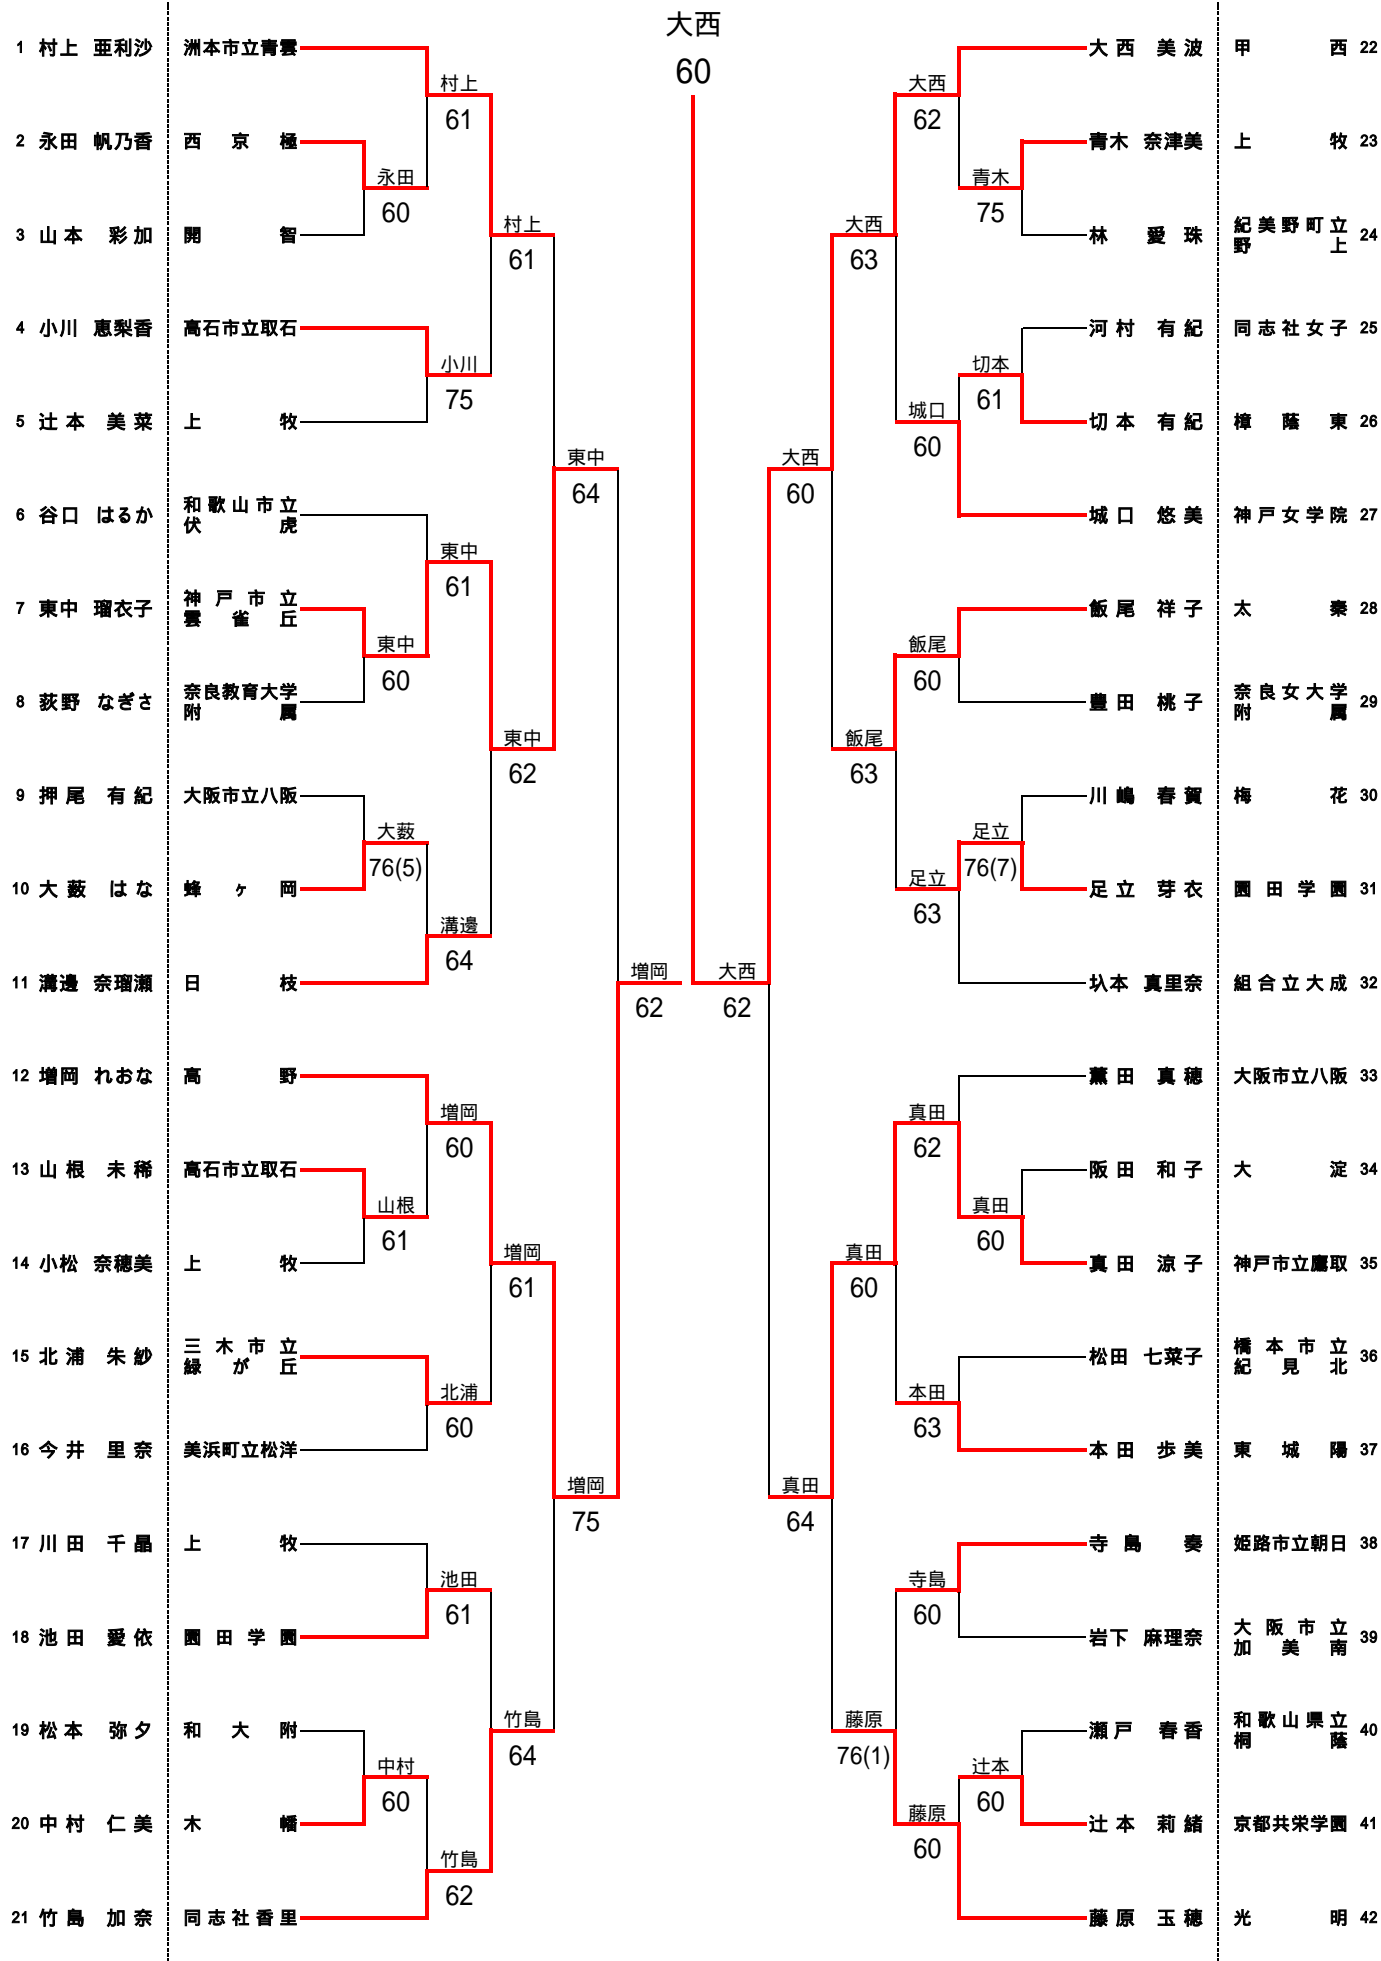 大西
60
1 村上 亜利沙 洲本市立青雲
2 永田 帆乃香 西京極
3 山本 彩加 開智
4 小川 恵梨香 高石市立取石
5 辻本 美菜 上牧
6 谷口 はるか 和歌山市立
伏虎
7 東中 瑠衣子 神戸市立
雲雀丘
8 荻野 なぎさ 奈良教育大学
附属
9 押尾 有紀 大阪市立八阪
10 大薮 はな 蜂ヶ岡
11 溝邊 奈瑠瀬 日枝
12 増岡 れおな 高野
13 山根 未稀 高石市立取石
14 小松 奈穂美 上牧
15 北浦 朱紗 三木市立
緑が丘
16 今井 里奈 美浜町立松洋
17 川田 千晶 上牧
18 池田 愛依 園田学園
19 松本 弥夕 和大附
20 中村 仁美 木幡
21 竹島 加奈 同志社香里
永田
60
東中
60
大薮
76(5)
山根
61
中村
60
村上
61
小川
75
東中
61
溝邊
64
増岡
60
北浦
60
池田
61
竹島
62
村上
61
東中
62
増岡
61
竹島
64
東中
64
増岡
75
増岡
62
大西
62
大西
60
真田
64
大西
63
飯尾
63
真田
60
藤原
76(1)
大西
62
城口
60
飯尾
60
足立
63
真田
62
本田
63
寺島
60
藤原
60
青木
75
切本
61
足立
76(7)
真田
60
辻本
60
大西 美波 甲西 22
青木 奈津美 上牧 23
林 愛珠 紀美野町立
野上 24
河村 有紀 同志社女子 25
切本 有紀 樟蔭東 26
城口 悠美 神戸女学院 27
飯尾 祥子 太秦 28
豊田 桃子 奈良女大学
附属 29
川嶋 春賀 梅花 30
足立 芽衣 園田学園 31
圦本 真里奈 組合立大成 32
薫田 真穂 大阪市立八阪 33
阪田 和子 大淀 34
真田 涼子 神戸市立鷹取 35
松田 七菜子 橋本市立
紀見北 36
本田 歩美 東城陽 37
寺島 奏 姫路市立朝日 38
岩下 麻理奈 大阪市立
加美南 39
瀬戸 春香 和歌山県立
桐蔭 40
辻本 莉緒 京都共栄学園 41
藤原 玉穂 光明 42